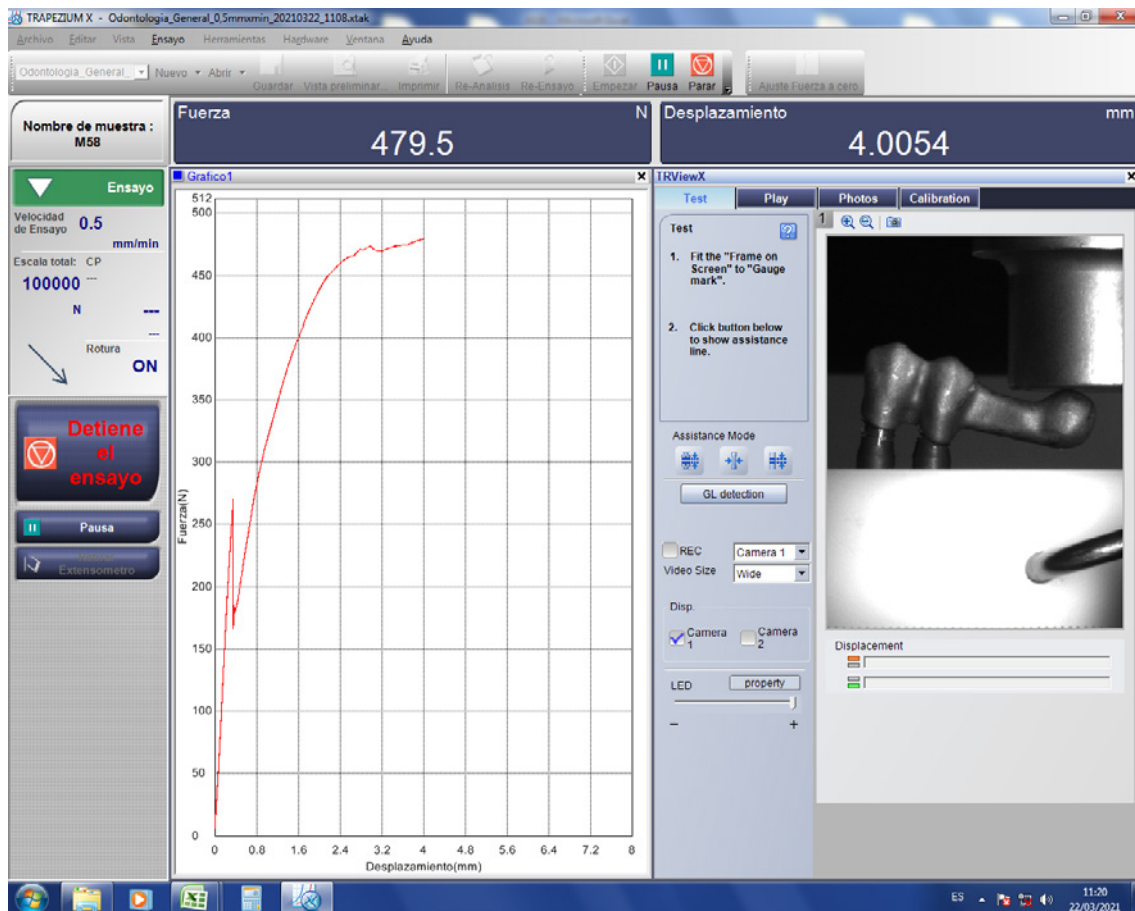 TRAPEZIUM X - Odontologia_General_0,5mmxmin_20210322_1108.xtak
Archivo Editar Vista Ensayo Herramientas Hardware Ventana Ayuda
Odontologia_General_ Nuevo Abrir Guardar Vista preliminar... Imprimir Re-Analisis Re-Ensayo Empezar Pausa Parar Ajuste Fuerza a cero
Nombre de muestra :
M58
Fuerza N
479.5
Desplazamiento mm
4.0054
Ensayo
Velocidad
de Ensayo 0.5
mm/min
Escala total: CP
100000 ---
N ---
---
Rotura
ON
Detiene
el
ensayo
Pausa
Extensometro
Grafico1
512
500
450
400
350
300
250
200
150
100
50
0
Fuerza(N)
0 0.8 1.6 2.4 3.2 4 4.8 5.6 6.4 7.2 8
Desplazamiento(mm)
TRViewX
Test Play Photos Calibration
Test
1. Fit the "Frame on
Screen" to "Gauge
mark".
2. Click button below
to show assistance
line.
Assistance Mode
GL detection
REC Camera 1
Video Size Wide
Disp.
Camera
1
Camera
2
LED property
- +
1
Displacement
ES 11:20
22/03/2021